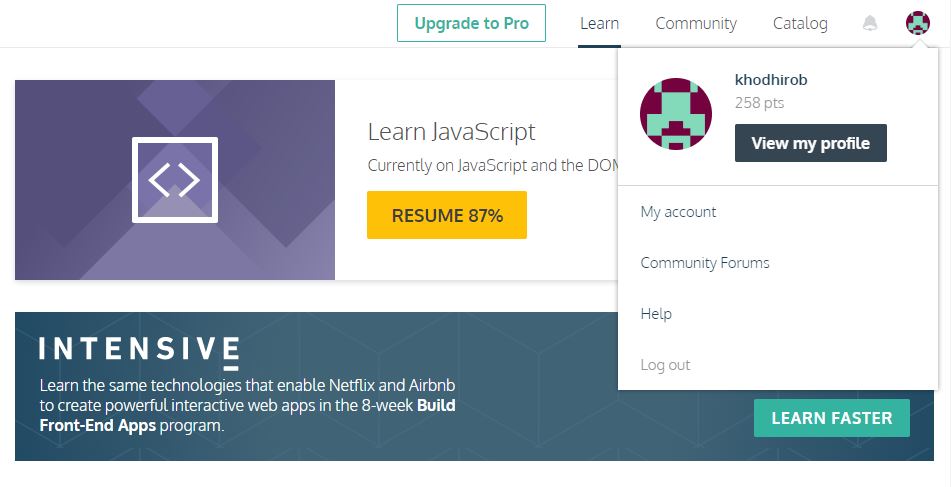 Upgrade to Pro
Learn
Community
Catalog
khodhirob
258 pts
View my profile
My account
Community Forums
Help
Log out
Learn JavaScript
Currently on JavaScript and the DOM
RESUME 87%
INTENSIVE
Learn the same technologies that enable Netflix and Airbnb
to create powerful interactive web apps in the 8-week Build
Front-End Apps program.
LEARN FASTER